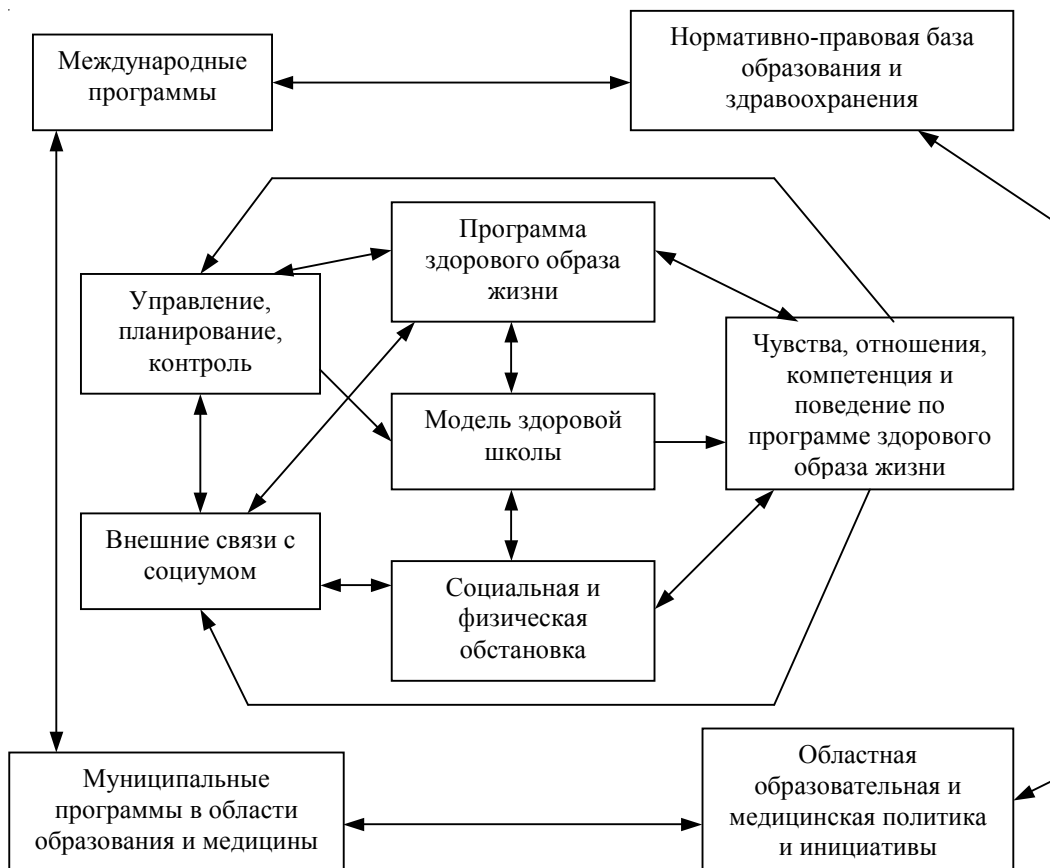 Международные
программы
Нормативно-правовая база
образования и
здравоохранения
Программа
здорового образа
жизни
Управление,
планирование,
контроль
Чувства, отношения,
компетенция и
поведение по
программе здорового
образа жизни
Модель здоровой
школы
Внешние связи с
социумом
Социальная и
физическая
обстановка
Муниципальные
программы в области
образования и медицины
Областная
образовательная и
медицинская политика
и инициативы